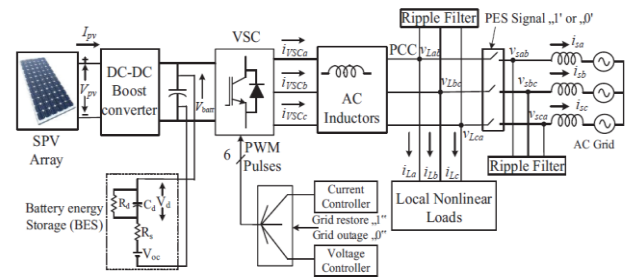 Ripple Filter
PES Signal „1' or „0'
I_pv
VSC
i_VSCa
PCC
v_Lab
v_sab
i_sa
DC-DC
Boost
converter
V_pv
V_batt
i_VSCb
v_Lbc
v_sbc
i_sb
AC
Inductors
i_VSCc
v_Lca
v_sca
i_sc
SPV
Array
6
PWM
Pulses
AC Grid
Ripple Filter
i_La
i_Lb
i_Lc
Local Nonlinear
Loads
Battery energy
Storage (BES)
R_d
C_d
V_d
R_s
V_oc
Current
Controller
Grid restore „1"
Grid outage „0"
Voltage
Controller